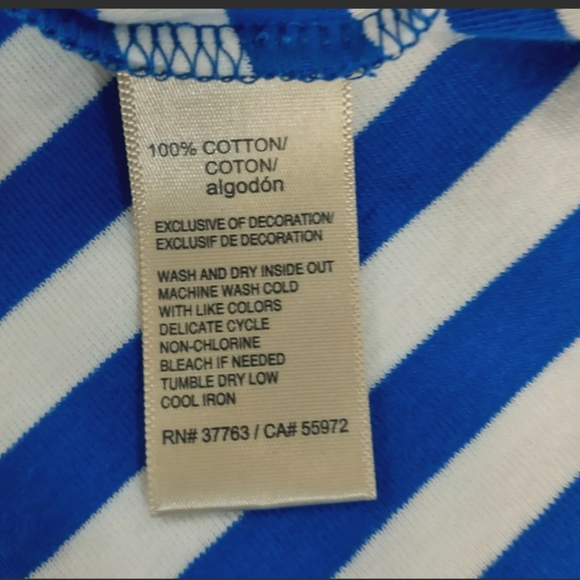 100% COTTON/
COTON/
algodón
EXCLUSIVE OF DECORATION/
EXCLUSIF DE DECORATION
WASH AND DRY INSIDE OUT
MACHINE WASH COLD
WITH LIKE COLORS
DELICATE CYCLE
NON-CHLORINE
BLEACH IF NEEDED
TUMBLE DRY LOW
COOL IRON
RN# 37763 / CA# 55972